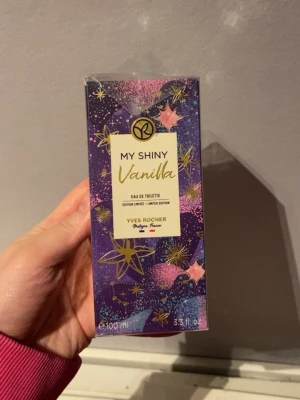 YR
MY SHINY
Vanilla
EAU DE TOILETTE
ÉDITION LIMITÉE - LIMITED EDITION
YVES ROCHER
Bretagne France
e100 ml 3.3 fl. oz